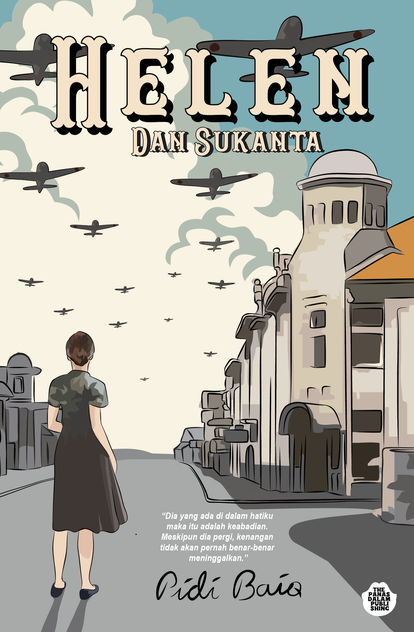 HELEN
DAN SUKANTA
“Dia yang ada di dalam hatiku
maka itu adalah keabadian.
Meskipun dia pergi, kenangan
tidak akan pernah benar-benar
meninggalkan.”
Pidi Baiq
THE
PANAS
DALAM
PUBLI
SHING